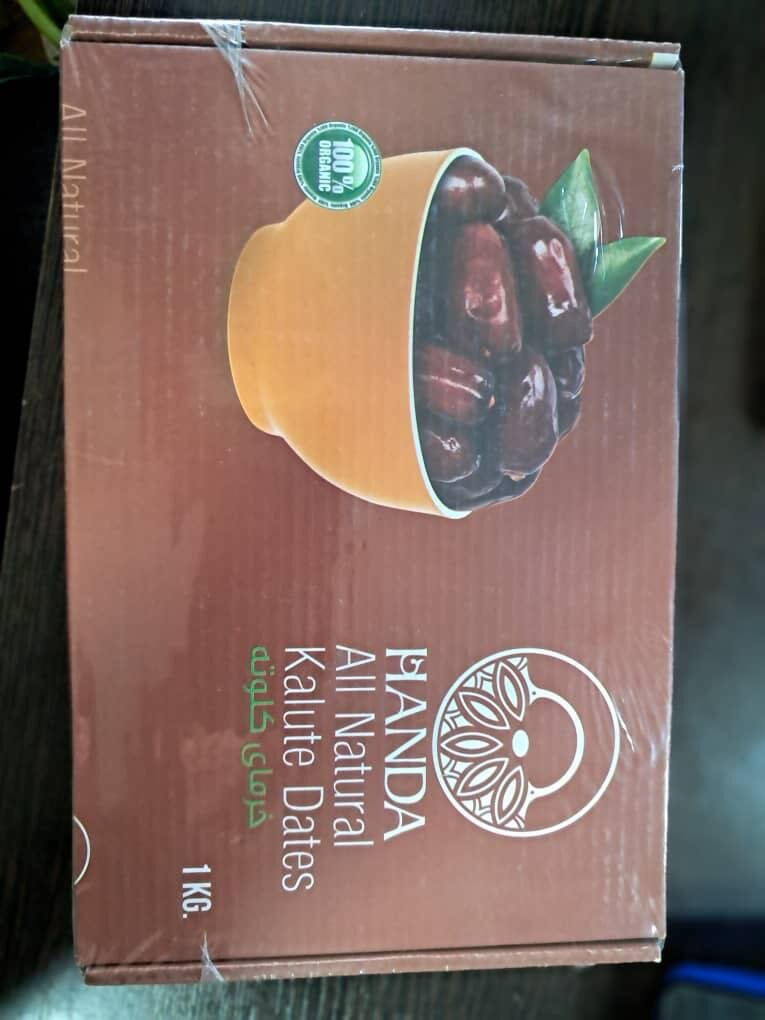 100%
ORGANIC
HANDA
All Natural
Kalute Dates
خرمای کلوته
1 KG.
All Natural